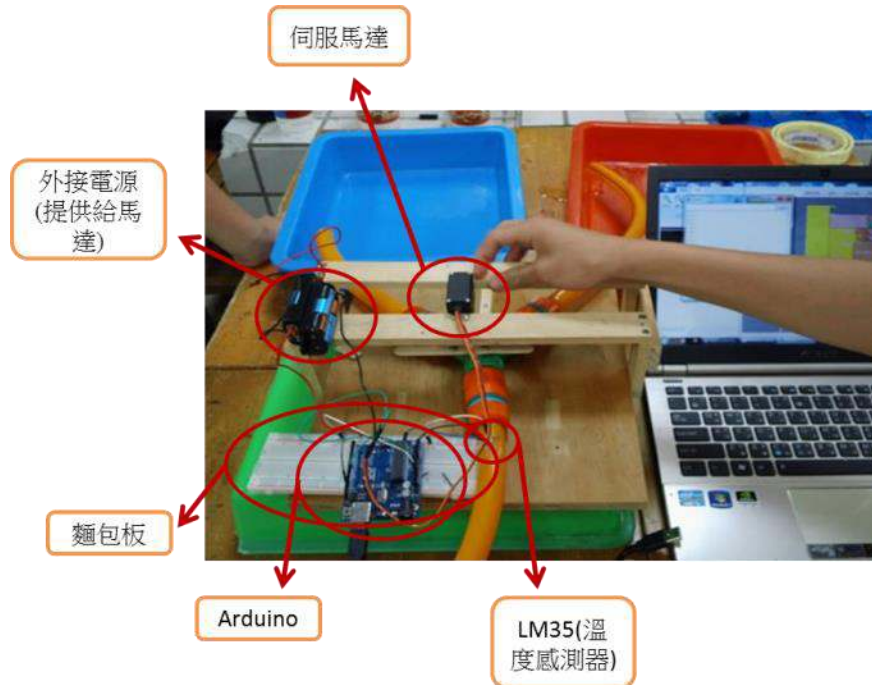 伺服馬達
外接電源
(提供給馬
達)
麵包板
Arduino
LM35(溫
度感測器)